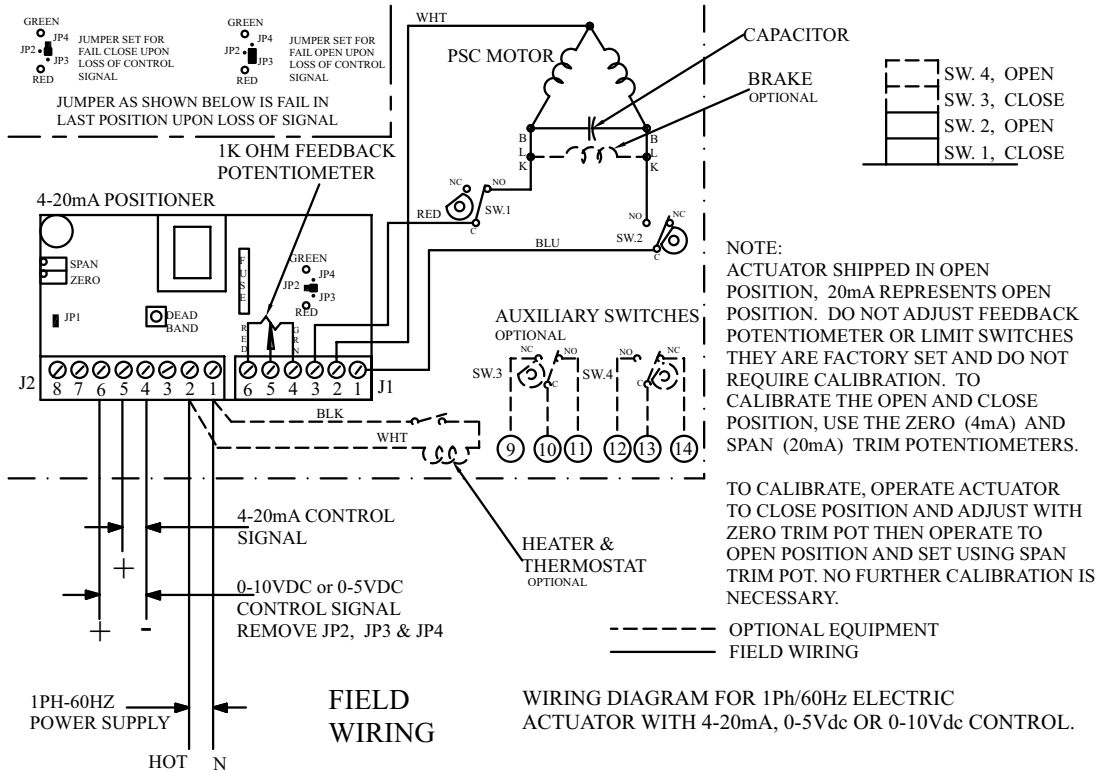 GREEN
JP4
JP2
JP3
RED
JUMPER SET FOR
FAIL CLOSE UPON
LOSS OF CONTROL
SIGNAL
GREEN
JP4
JP2
JP3
RED
JUMPER SET FOR
FAIL OPEN UPON
LOSS OF CONTROL
SIGNAL
JUMPER AS SHOWN BELOW IS FAIL IN
LAST POSITION UPON LOSS OF SIGNAL
WHT
PSC MOTOR
CAPACITOR
BRAKE
OPTIONAL
BLK
BLK
SW. 4, OPEN
SW. 3, CLOSE
SW. 2, OPEN
SW. 1, CLOSE
1K OHM FEEDBACK
POTENTIOMETER
NC
NO
SW.1
RED
C
NO
NC
SW.2
C
BLU
4-20mA POSITIONER
SPAN
ZERO
JP1
DEAD
BAND
FUSE
GREEN
JP4
JP2
JP3
RED
RED
GRN
J2
8 7 6 5 4 3 2 1
6 5 4 3 2 1
J1
AUXILIARY SWITCHES
OPTIONAL
NC
NO
SW.3
C
NO
NC
SW.4
C
9 10 11 12 13 14
BLK
WHT
HEATER &
THERMOSTAT
OPTIONAL
NOTE:
ACTUATOR SHIPPED IN OPEN
POSITION, 20mA REPRESENTS OPEN
POSITION. DO NOT ADJUST FEEDBACK
POTENTIOMETER OR LIMIT SWITCHES
THEY ARE FACTORY SET AND DO NOT
REQUIRE CALIBRATION. TO
CALIBRATE THE OPEN AND CLOSE
POSITION, USE THE ZERO (4mA) AND
SPAN (20mA) TRIM POTENTIOMETERS.
TO CALIBRATE, OPERATE ACTUATOR
TO CLOSE POSITION AND ADJUST WITH
ZERO TRIM POT THEN OPERATE TO
OPEN POSITION AND SET USING SPAN
TRIM POT. NO FURTHER CALIBRATION IS
NECESSARY.
4-20mA CONTROL
SIGNAL
+
0-10VDC or 0-5VDC
CONTROL SIGNAL
REMOVE JP2, JP3 & JP4
+ -
OPTIONAL EQUIPMENT
FIELD WIRING
1PH-60HZ
POWER SUPPLY
HOT N
FIELD
WIRING
WIRING DIAGRAM FOR 1Ph/60Hz ELECTRIC
ACTUATOR WITH 4-20mA, 0-5Vdc OR 0-10Vdc CONTROL.